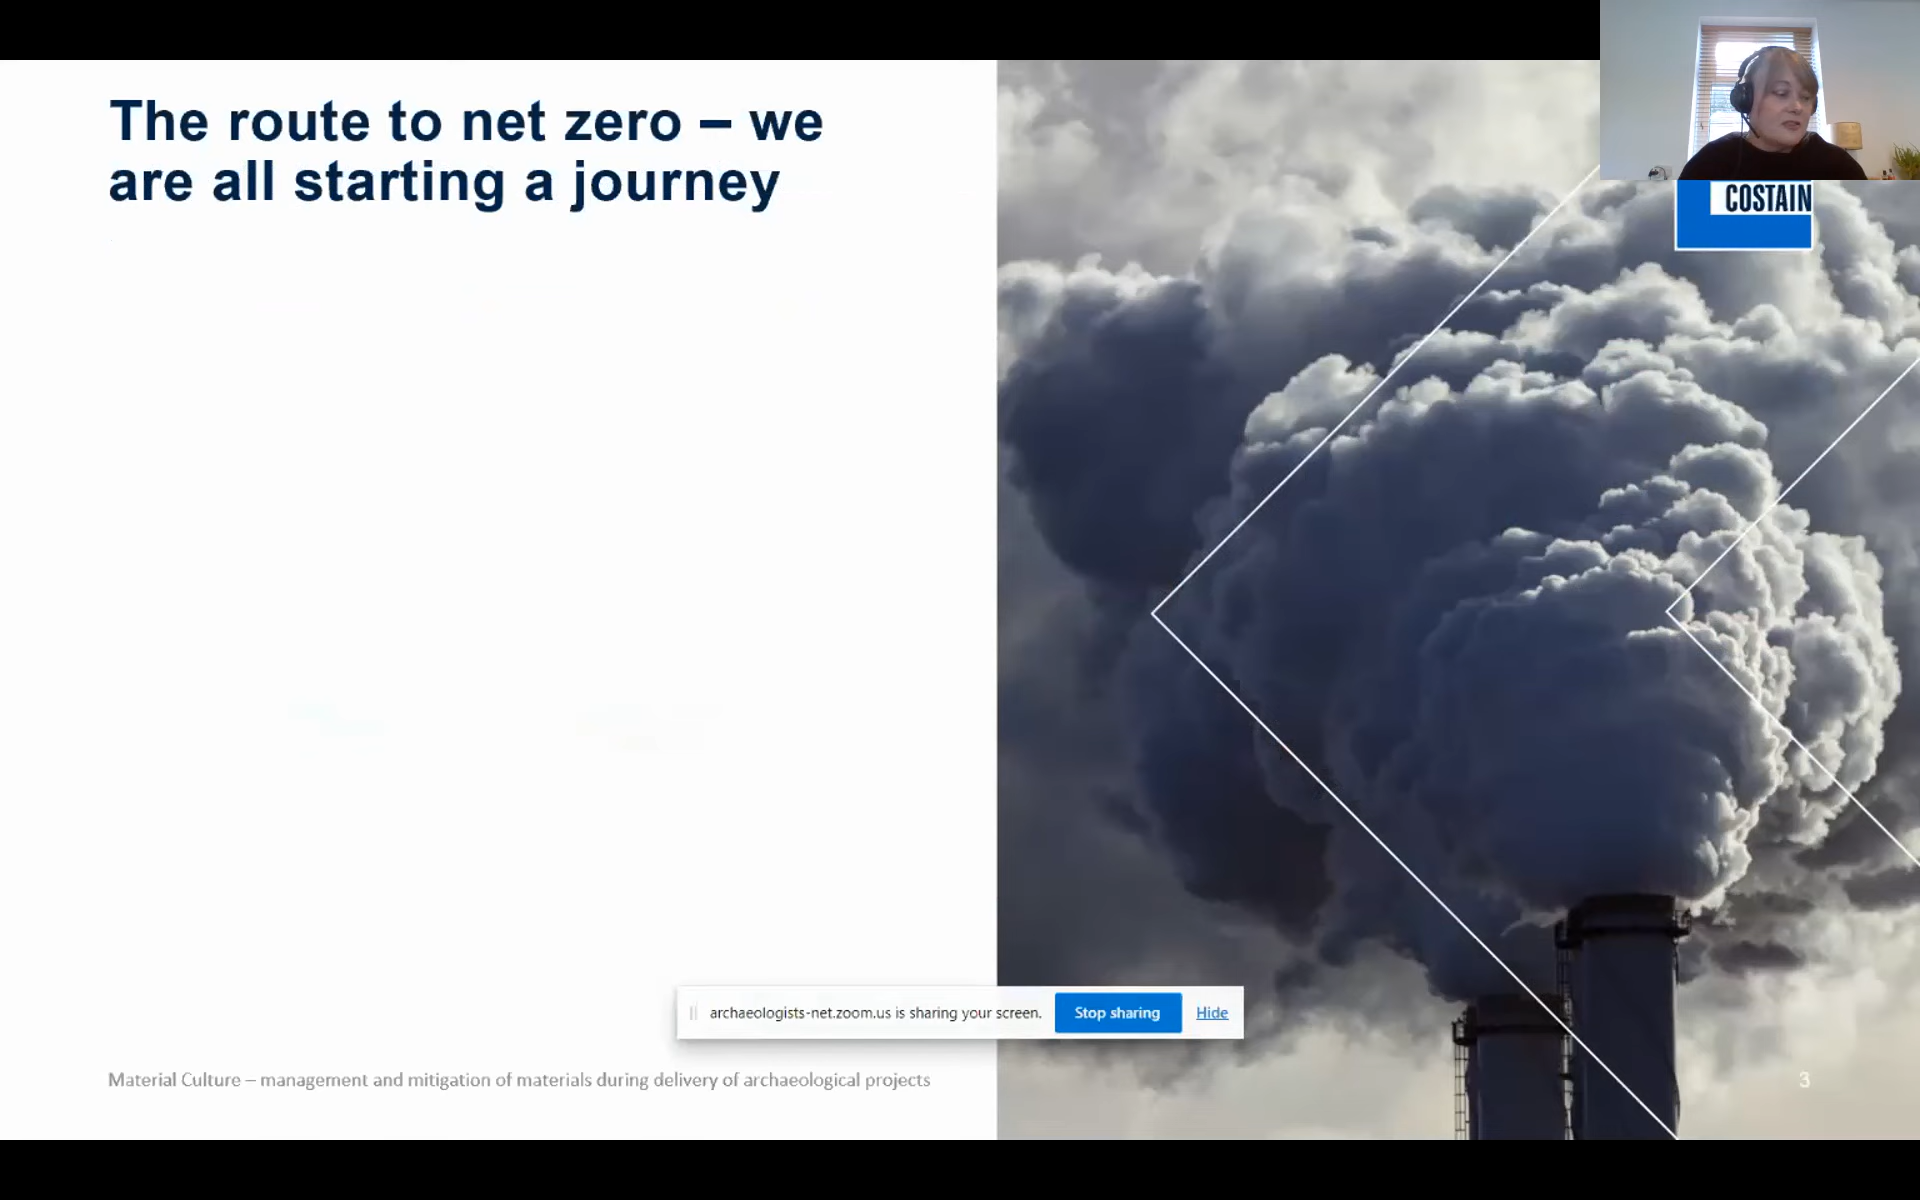 The route to net zero – we
are all starting a journey
COSTAIN
archaeologists-net.zoom.us is sharing your screen. Stop sharing Hide
Material Culture – management and mitigation of materials during delivery of archaeological projects
3